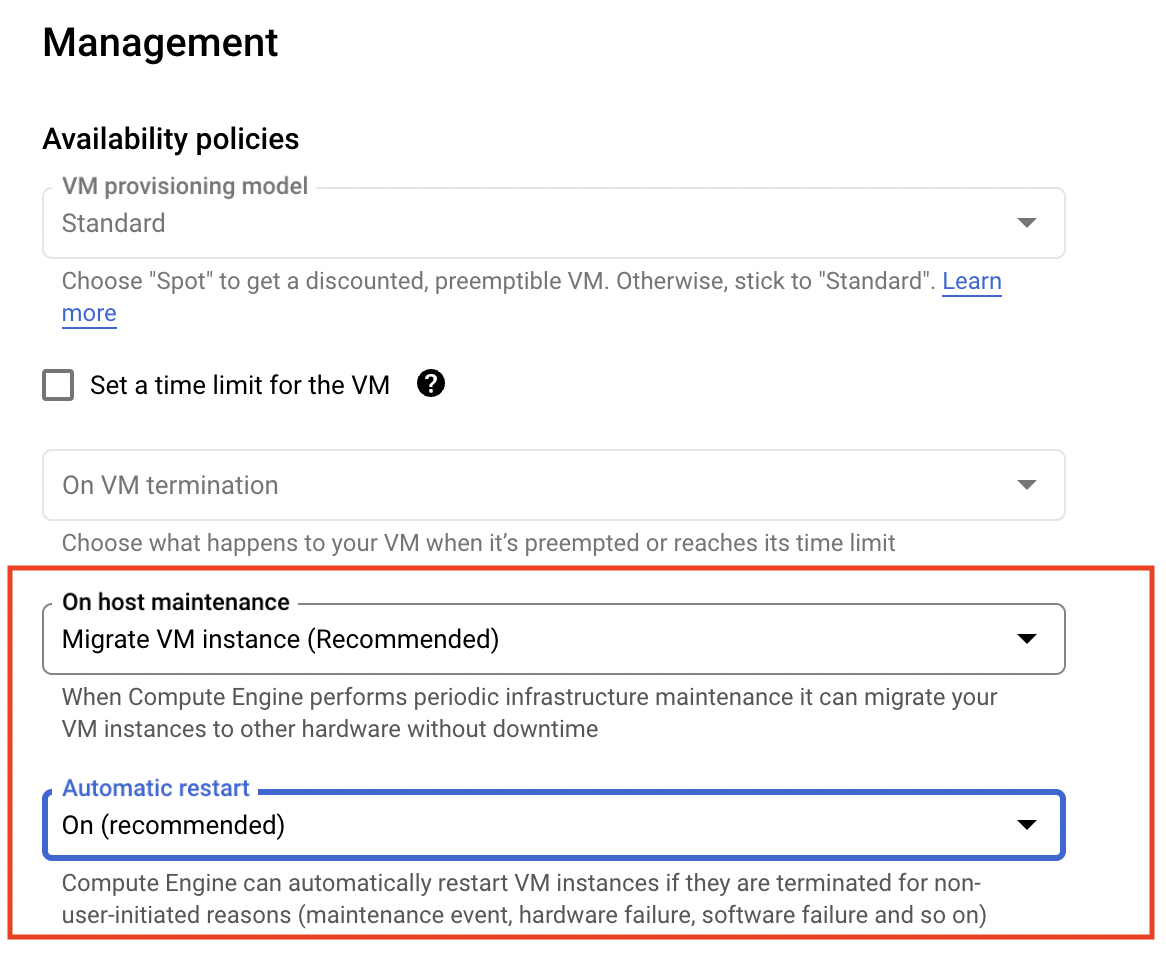 Management
Availability policies
VM provisioning model
Standard
Choose "Spot" to get a discounted, preemptible VM. Otherwise, stick to "Standard". Learn
more
Set a time limit for the VM ?
On VM termination
Choose what happens to your VM when it’s preempted or reaches its time limit
On host maintenance
Migrate VM instance (Recommended)
When Compute Engine performs periodic infrastructure maintenance it can migrate your
VM instances to other hardware without downtime
Automatic restart
On (recommended)
Compute Engine can automatically restart VM instances if they are terminated for non-
user-initiated reasons (maintenance event, hardware failure, software failure and so on)